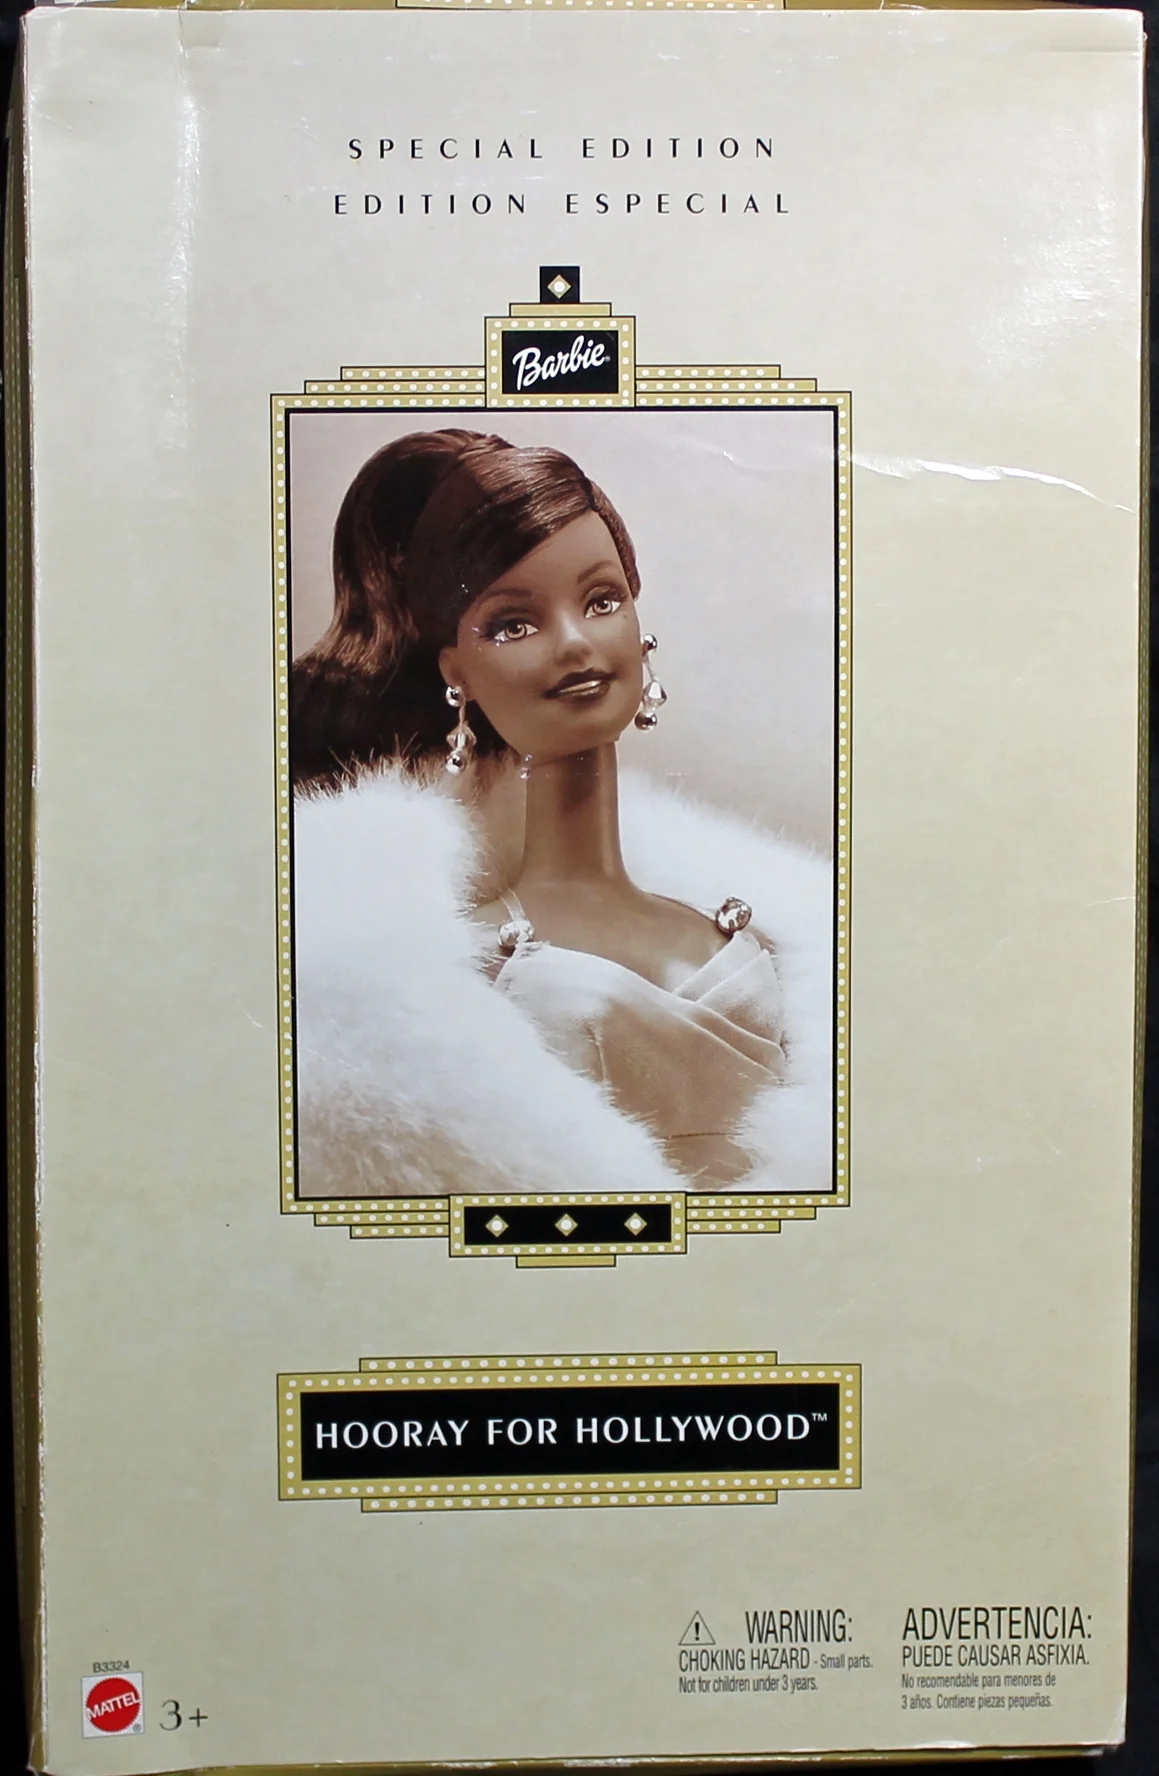 SPECIAL EDITION
EDITION ESPECIAL
Barbie
HOORAY FOR HOLLYWOOD™
WARNING:
CHOKING HAZARD - Small parts.
Not for children under 3 years.
ADVERTENCIA:
PUEDE CAUSAR ASFIXIA.
No recomendable para menores de
3 años. Contiene piezas pequeñas.
B3324
MATTEL®
3+